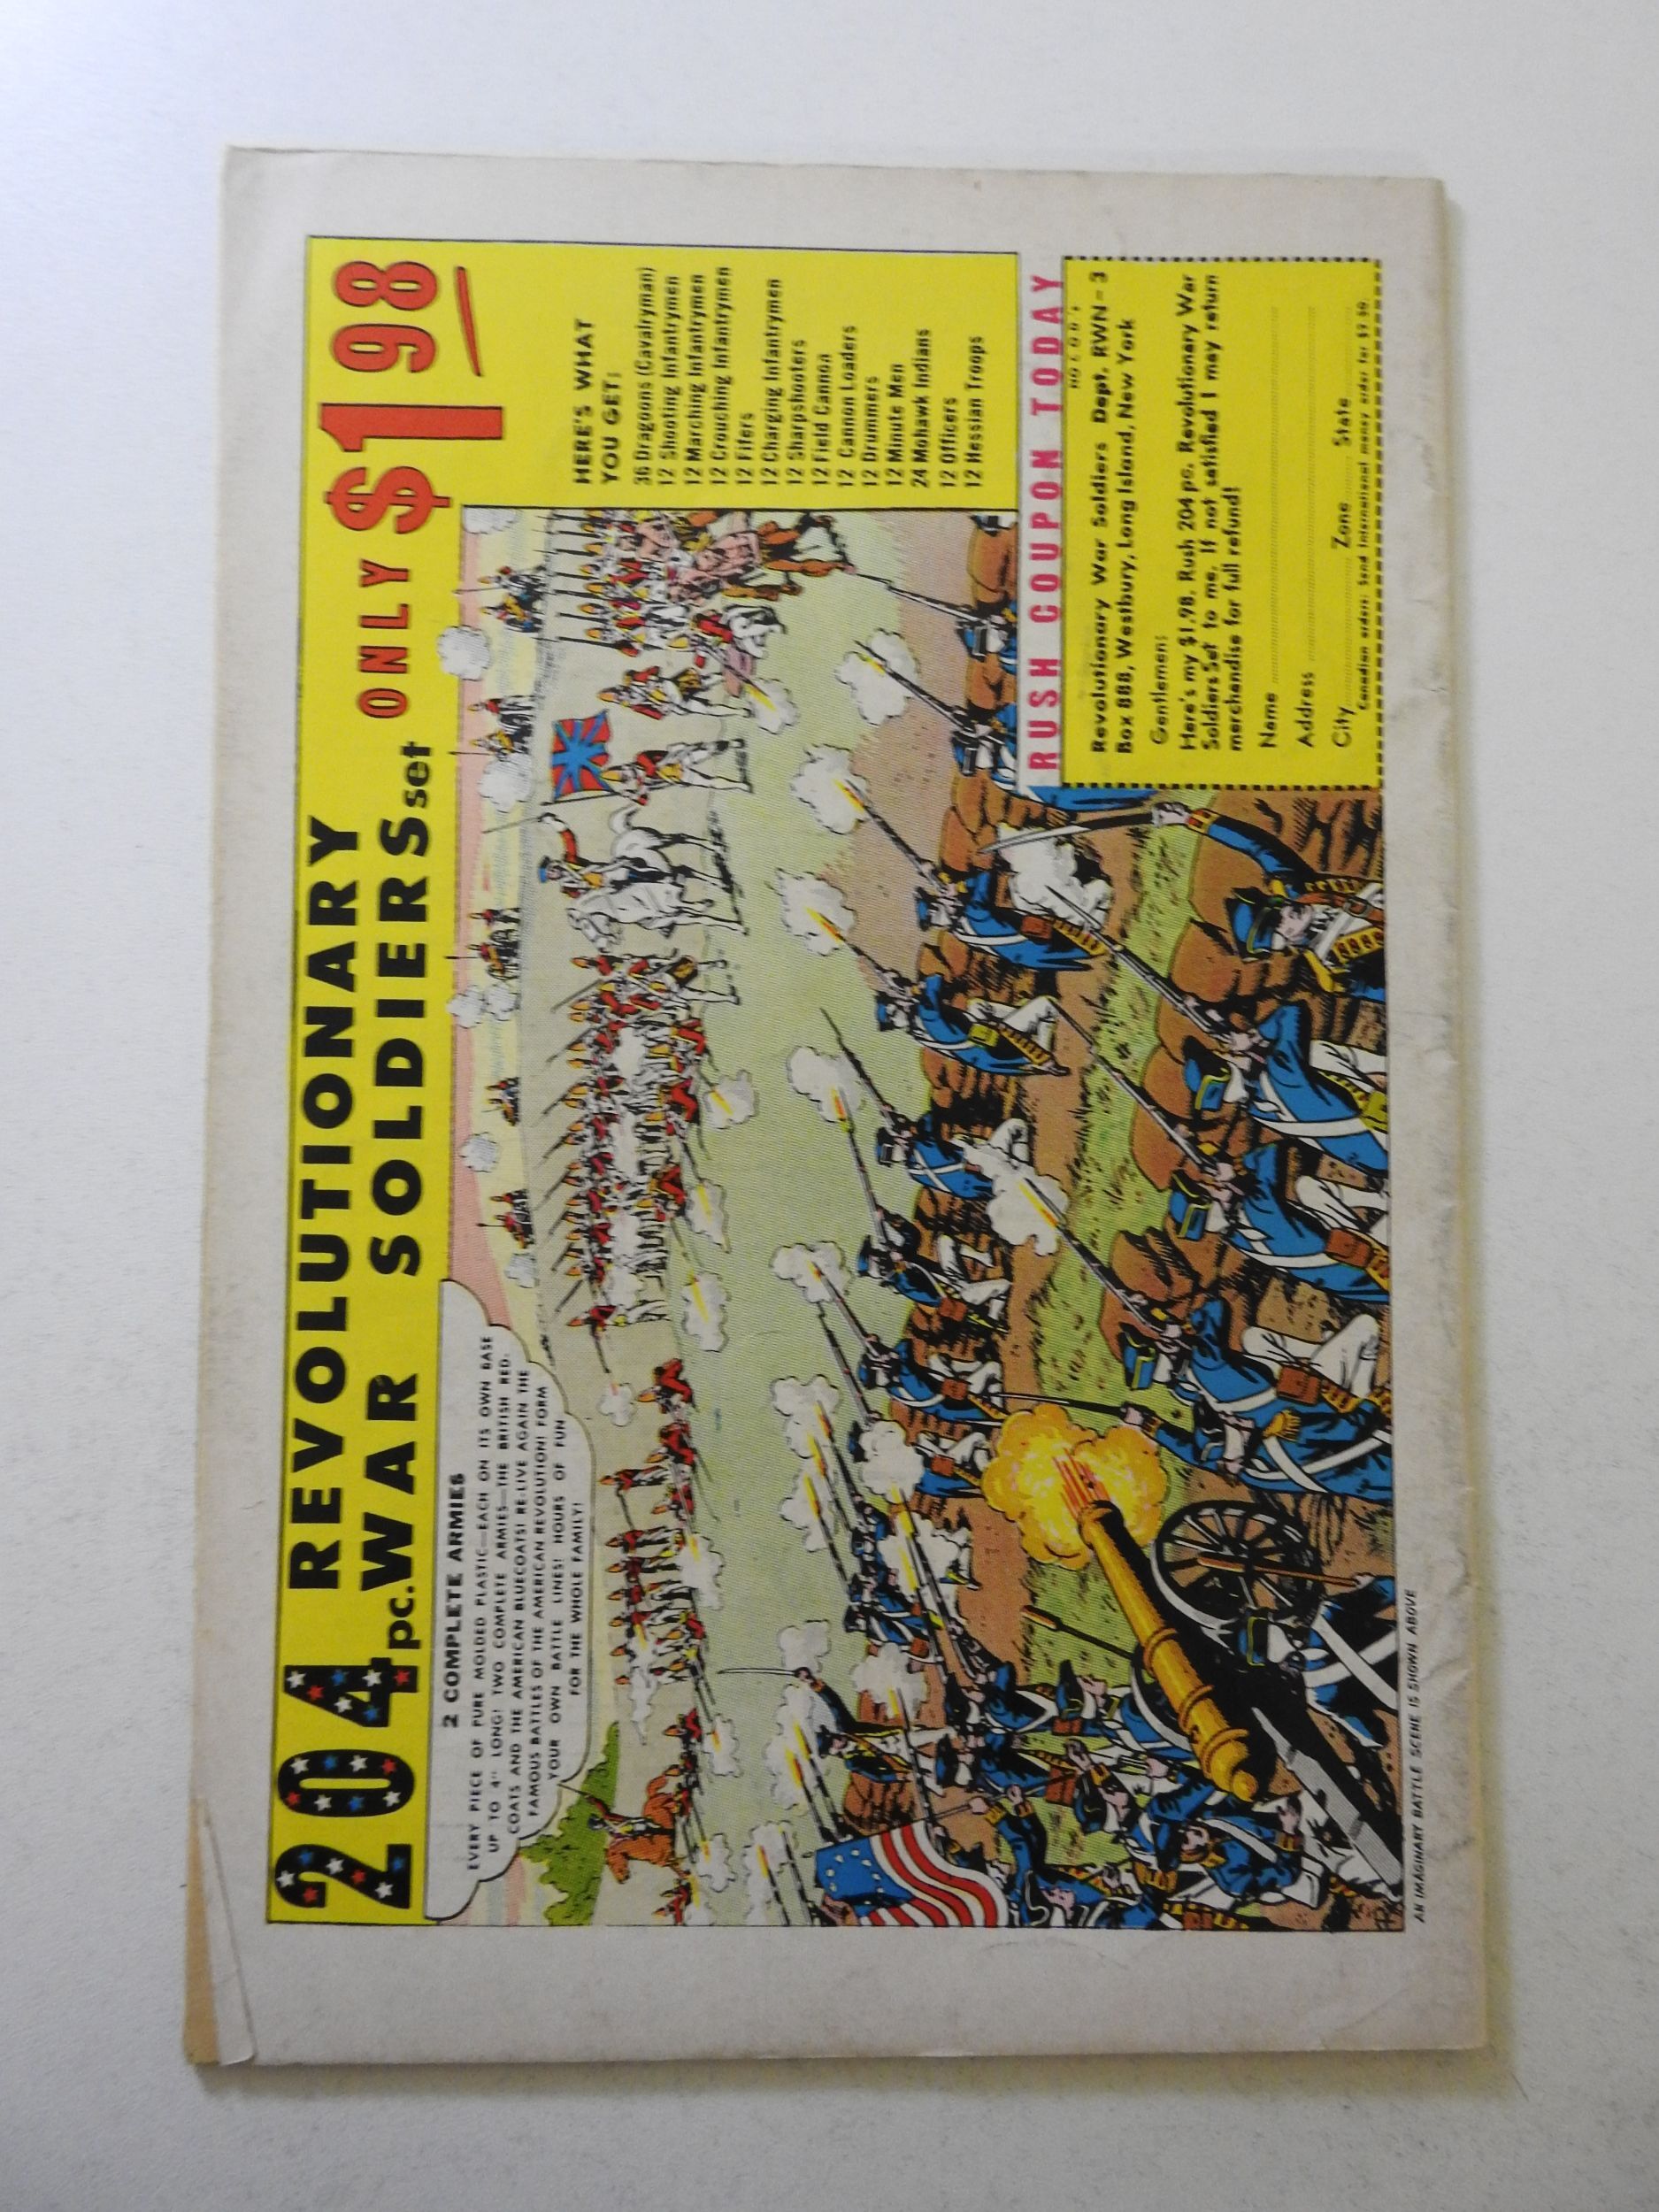 204 pc. REVOLUTIONARY
WAR SOLDIERS set
ONLY $1 98
2 COMPLETE ARMIES
EVERY PIECE OF PURE MOLDED PLASTIC—EACH ON ITS OWN BASE
UP TO 4" LONG! TWO COMPLETE ARMIES—THE BRITISH RED-
COATS AND THE AMERICAN BLUECOATS! RE-LIVE AGAIN THE
FAMOUS BATTLES OF THE AMERICAN REVOLUTION! FORM
YOUR OWN BATTLE LINES! HOURS OF FUN
FOR THE WHOLE FAMILY!
HERE'S WHAT
YOU GET:
36 Dragoons (Cavalryman)
12 Shooting Infantrymen
12 Marching Infantrymen
12 Crouching Infantrymen
12 Fifers
12 Charging Infantrymen
12 Sharpshooters
12 Field Cannon
12 Cannon Loaders
12 Drummers
12 Minute Men
24 Mohawk Indians
12 Officers
12 Hessian Troops
RUSH COUPON TODAY
Revolutionary War Soldiers Dept. RWN-3
Box 888, Westbury, Long Island, New York
Gentlemen:
Here's my $1.98. Rush 204 pc. Revolutionary War
Soldiers Set to me. If not satisfied I may return
merchandise for full refund!
Name
Address
City Zone State
Canadian orders: Send International money order for
AN IMAGINARY BATTLE SCENE IS SHOWN ABOVE